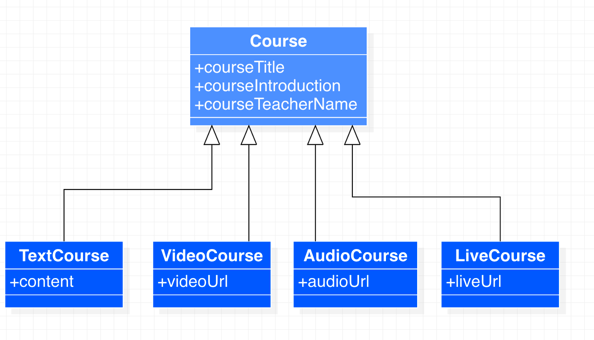 Course
+courseTitle
+courseIntroduction
+courseTeacherName
TextCourse
+content
VideoCourse
+videoUrl
AudioCourse
+audioUrl
LiveCourse
+liveUrl